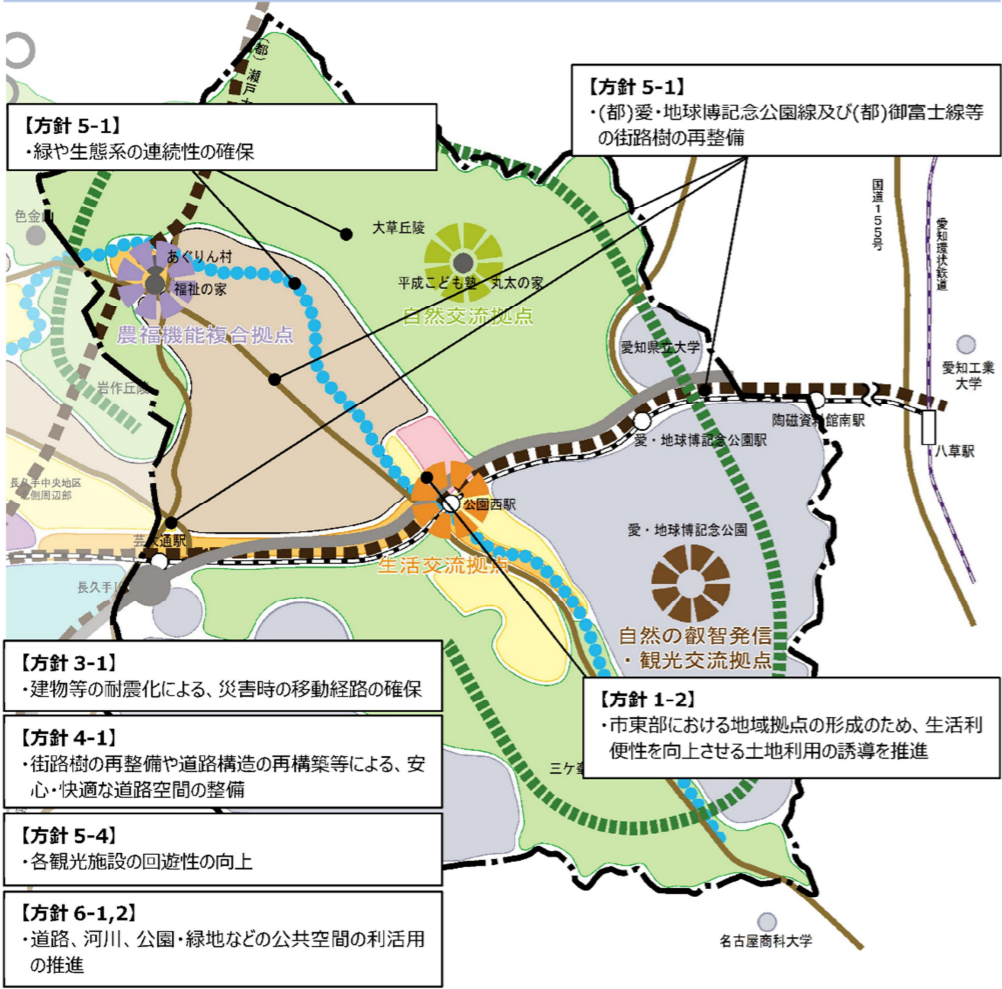 (都)瀬戸大
【方針 5-1】
・緑や生態系の連続性の確保
【方針 5-1】
・(都)愛・地球博記念公園線及び(都)御富士線等
の街路樹の再整備
国道155号
愛知環状鉄道
色金山
大草丘陵
あぐりん村
福祉の家
農福機能複合拠点
平成こども塾 丸太の家
自然交流拠点
岩作丘陵
愛知県立大学
愛知工業
大学
陶磁資料館南駅
愛・地球博記念公園駅
八草駅
長久手中央地区
北側周辺部
公園西駅
芸大通駅
愛・地球博記念公園
生活交流拠点
長久手I
自然の叡智発信
・観光交流拠点
【方針 3-1】
・建物等の耐震化による、災害時の移動経路の確保
【方針 4-1】
・街路樹の再整備や道路構造の再構築等による、安
心・快適な道路空間の整備
【方針 1-2】
・市東部における地域拠点の形成のため、生活利
便性を向上させる土地利用の誘導を推進
三ケ峯
【方針 5-4】
・各観光施設の回遊性の向上
【方針 6-1,2】
・道路、河川、公園・緑地などの公共空間の利活用
の推進
名古屋商科大学